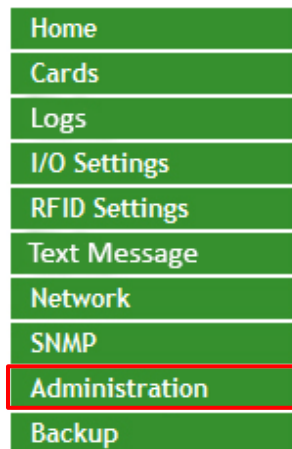 Home
Cards
Logs
I/O Settings
RFID Settings
Text Message
Network
SNMP
Administration
Backup